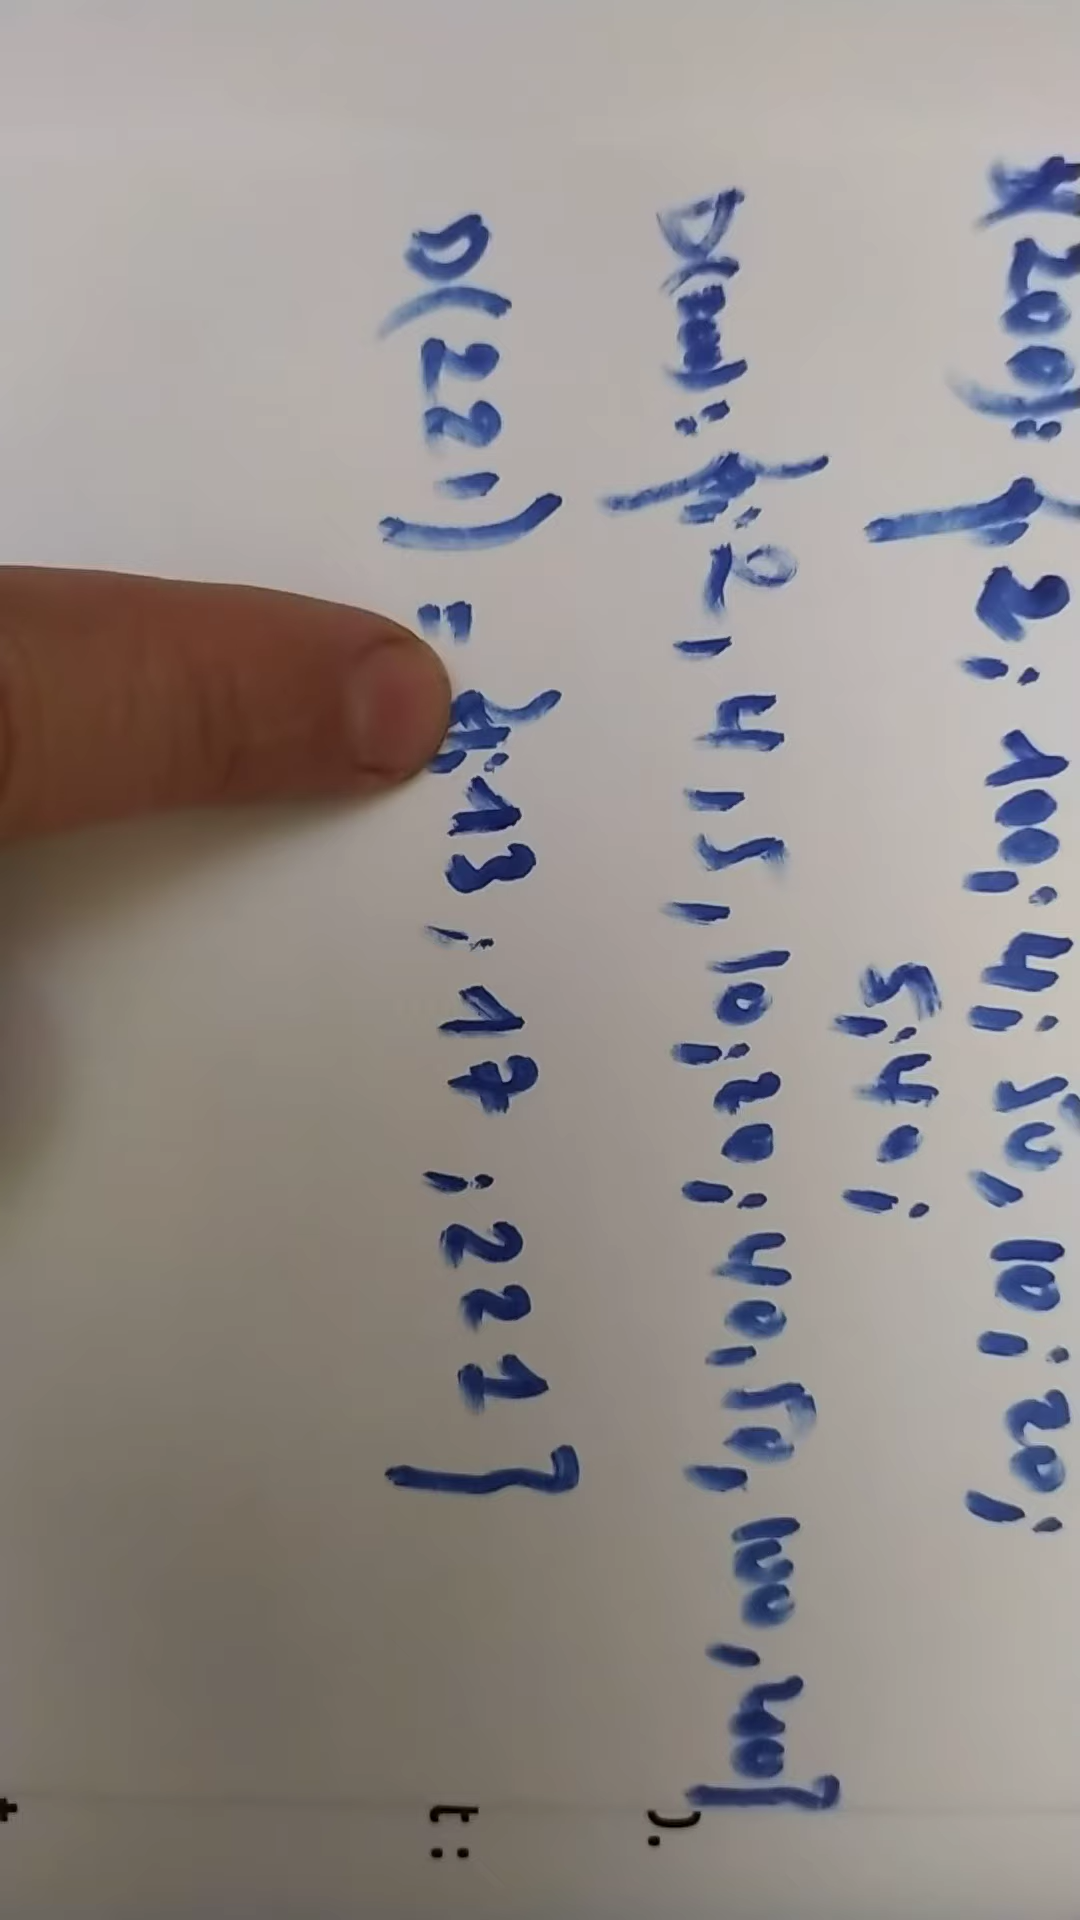 (200): { 2; 100; 4; 50, 10; 20;
5; 40;
D(200): {1; 2, 4, 5, 10; 20; 40, 50, 100, 200}
D(221) = {1; 13; 17; 221}
).
t:
t